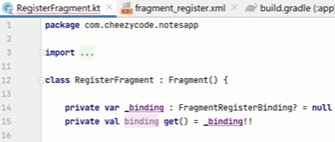 RegisterFragment.kt fragment_register.xml build.gradle (:app)
1 package com.cheezycode.notesapp
2
3 import ...
11
12 class RegisterFragment : Fragment() {
13
14 private var _binding : FragmentRegisterBinding? = null
15 private val binding get() = _binding!!
16